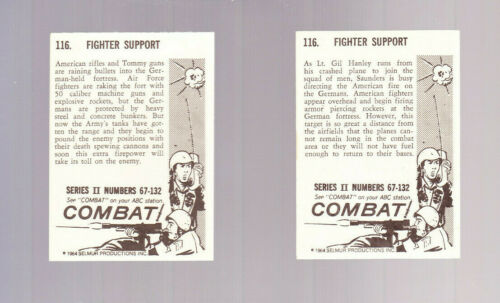 116. FIGHTER SUPPORT
American rifles and Tommy guns
are raining bullets into the Ger-
man-held fortress. Air Force
fighters are raking the fort with
50 caliber machine guns and
explosive rockets, but the Ger-
mans are protected by heavy
steel and concrete bunkers. But
now the Army's tanks have got-
ten the range and they begin to
pound the enemy positions with
their death spewing cannons and
soon this extra firepower will
take its toll on the enemy.
SERIES II NUMBERS 67-132
See "COMBAT" on your ABC station.
COMBAT!
© 1964 SELMUR PRODUCTIONS INC.
116. FIGHTER SUPPORT
As Lt. Gil Hanley runs from
his crashed plane to join the
squad of men, Saunders is busy
directing the American fire on
the Germans. American fighters
appear overhead and begin firing
armor piercing rockets at the
German fortress. However, this
target is so great a distance from
the airfields that the planes can-
not remain long in the combat
area or they will not have fuel
enough to return to their bases.
SERIES II NUMBERS 67-132
See "COMBAT" on your ABC station.
COMBAT!
© 1964 SELMUR PRODUCTIONS INC.